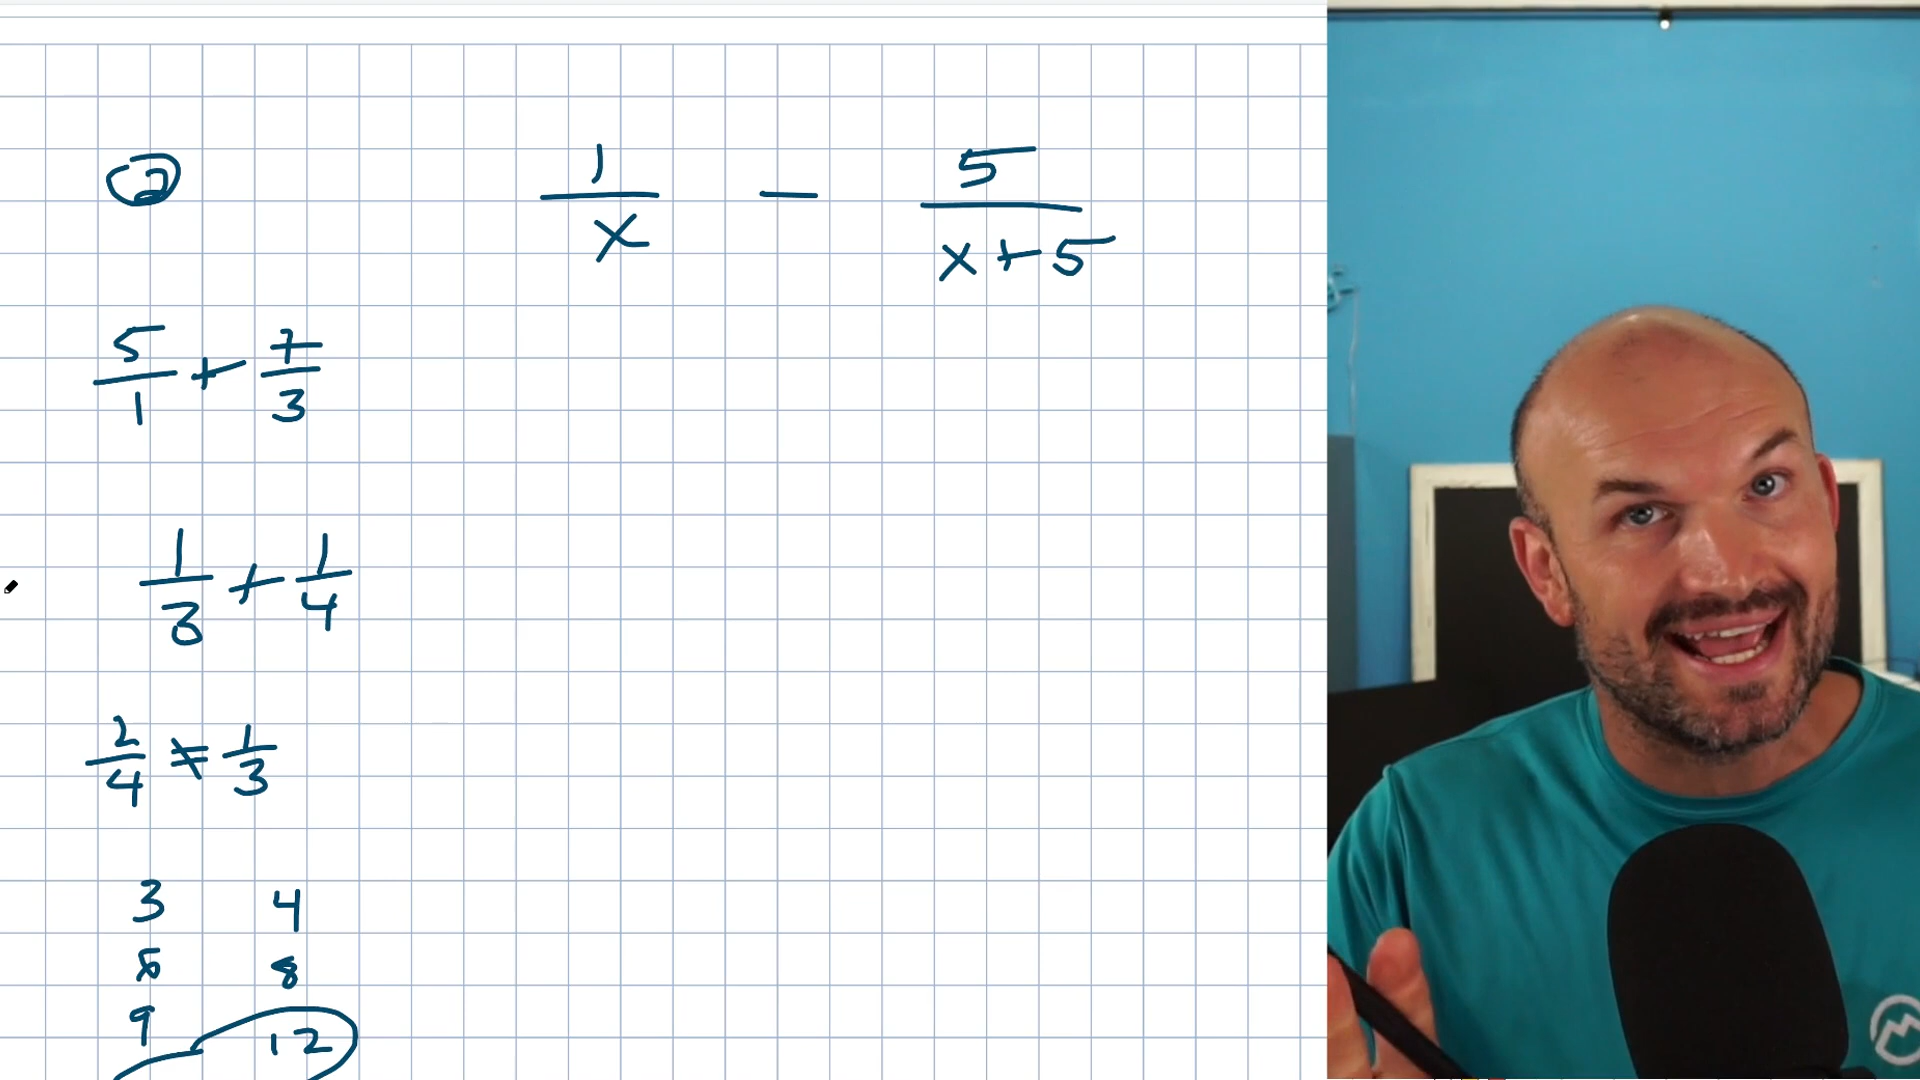 ② 1/x − 5/(x+5)
5/1 + 7/3
1/3 + 1/4
2/4 ≠ 1/3
3 4
8
9 12